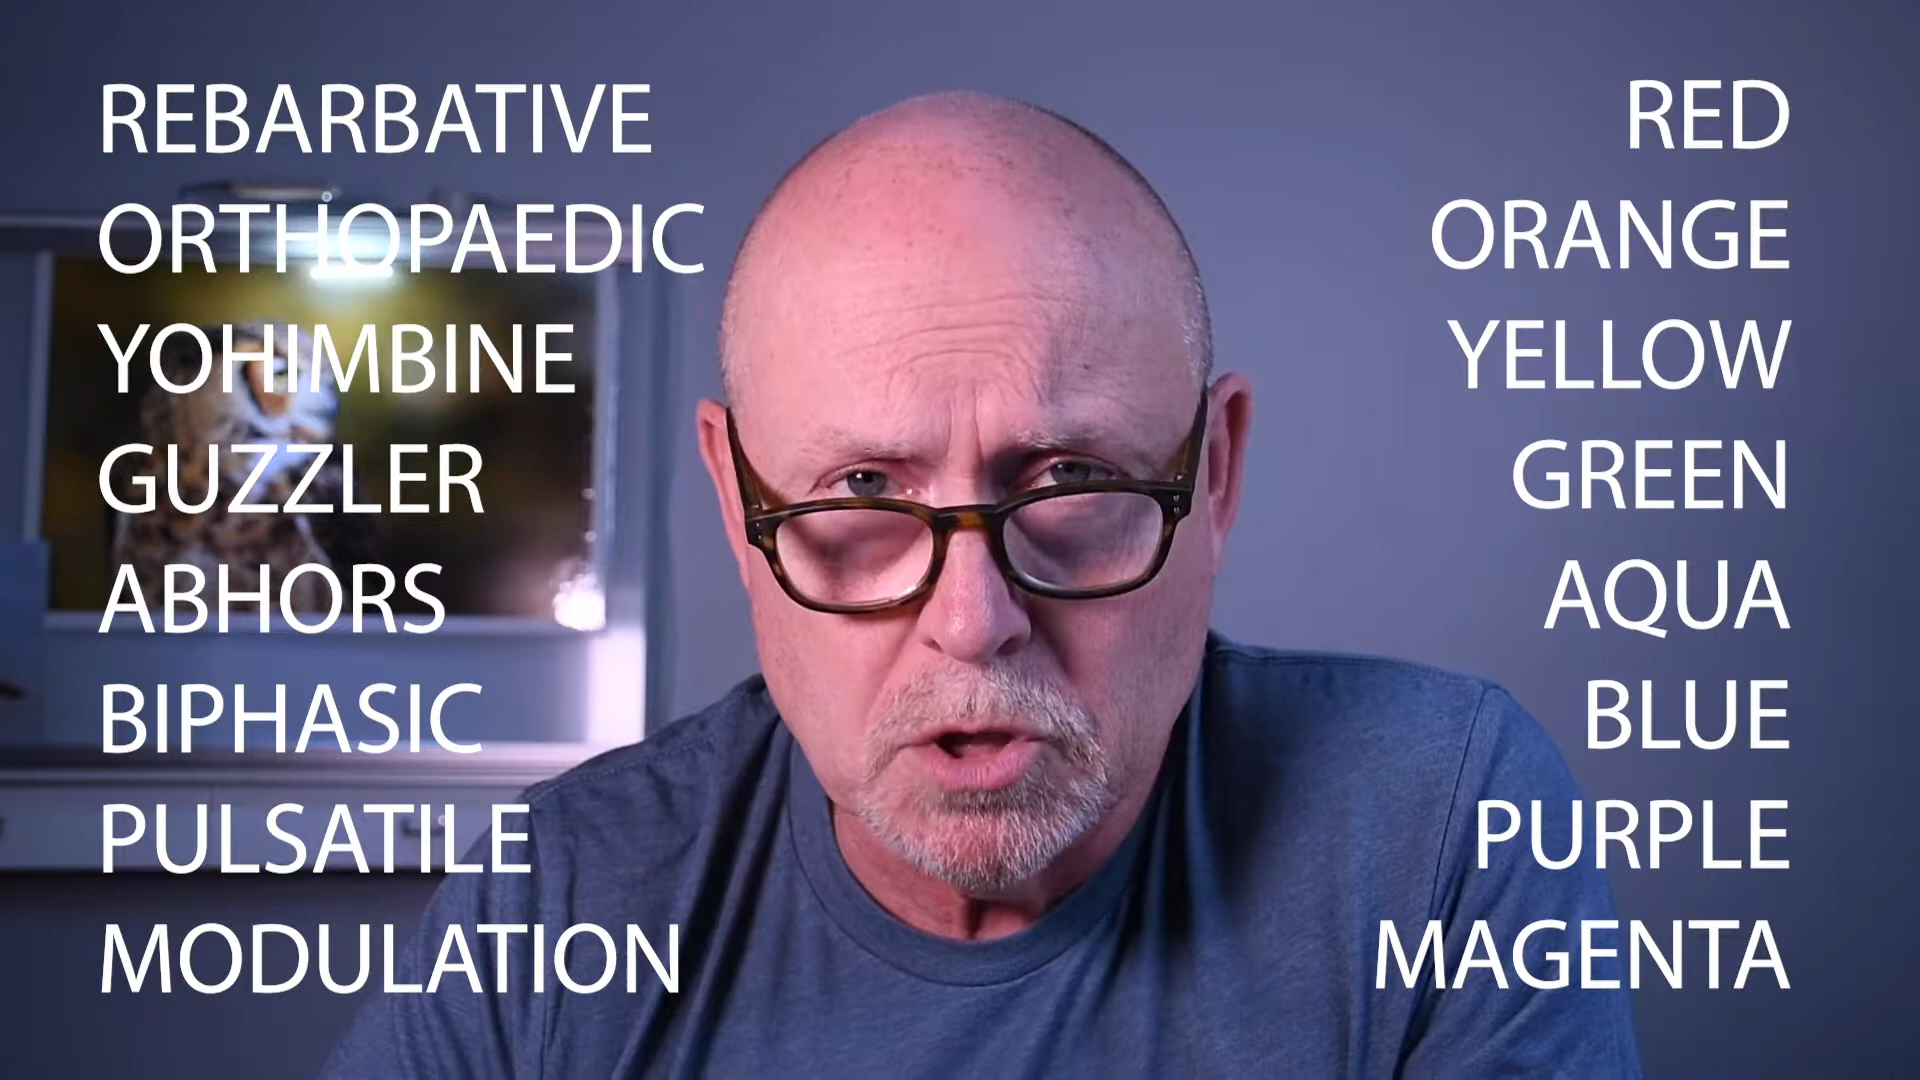 REBARBATIVE
ORTHOPAEDIC
YOHIMBINE
GUZZLER
ABHORS
BIPHASIC
PULSATILE
MODULATION
RED
ORANGE
YELLOW
GREEN
AQUA
BLUE
PURPLE
MAGENTA